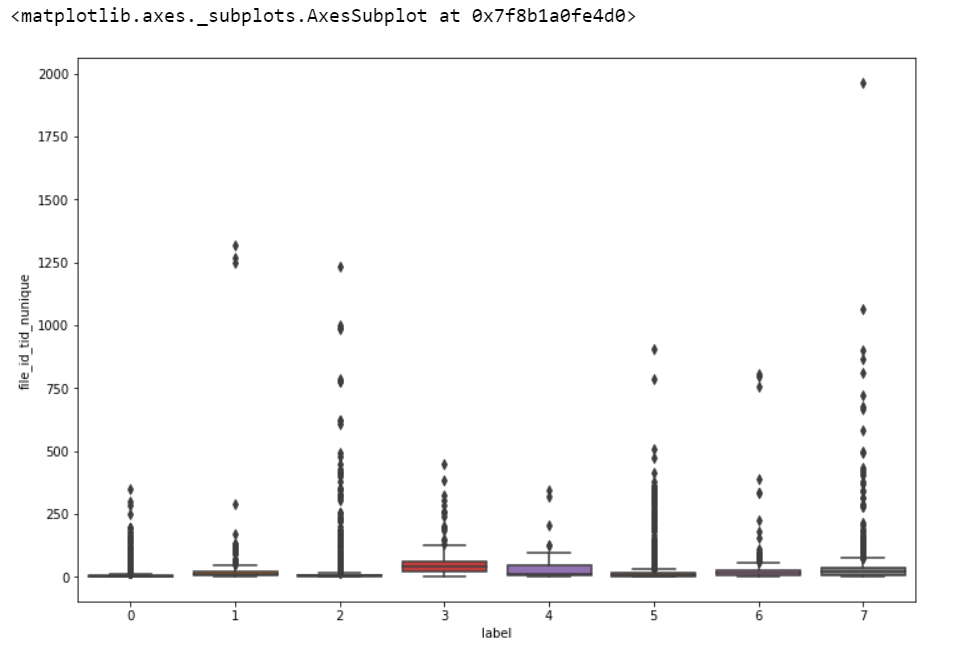 <matplotlib.axes._subplots.AxesSubplot at 0x7f8b1a0fe4d0>
2000
1750
1500
1250
1000
750
500
250
0
file_id_tid_nunique
0 1 2 3 4 5 6 7
label